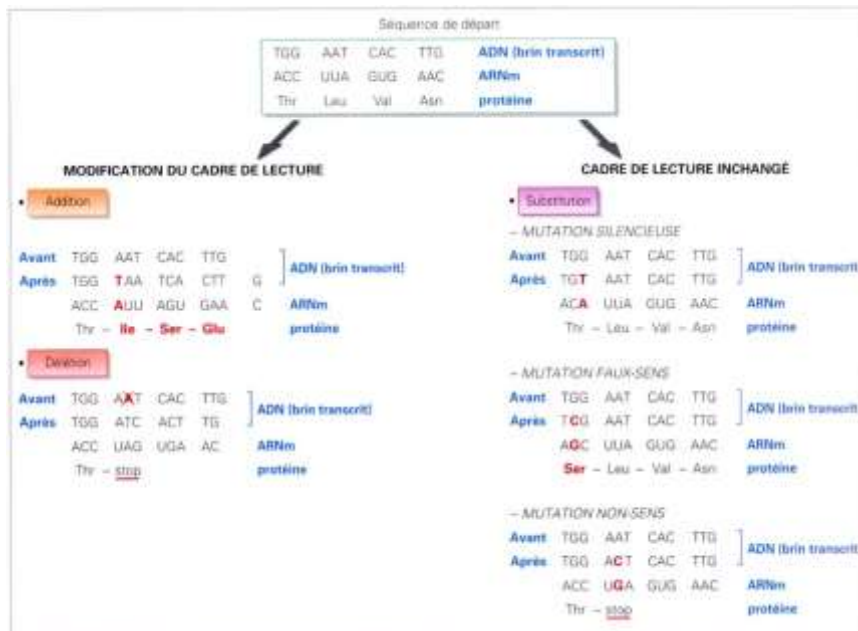 Séquence de départ
TGG AAT CAC TTG ADN (brin transcrit)
ACC UUA GUG AAC ARNm
Thr Leu Val Asn protéine
MODIFICATION DU CADRE DE LECTURE
• Addition
Avant TGG AAT CAC TTG
Après TGG TAA TCA CTT G
ADN (brin transcrit)
ACC AUU AGU GAA C ARNm
Thr – Ile – Ser – Glu protéine
• Délétion
Avant TGG AAT CAC TTG
Après TGG ATC ACT TG
ADN (brin transcrit)
ACC UAG UGA AC ARNm
Thr – stop protéine
CADRE DE LECTURE INCHANGÉ
• Substitution
– MUTATION SILENCIEUSE
Avant TGG AAT CAC TTG
Après TGT AAT CAC TTG
ADN (brin transcrit)
ACA UUA GUG AAC ARNm
Thr – Leu – Val – Asn protéine
– MUTATION FAUX-SENS
Avant TGG AAT CAC TTG
Après TCG AAT CAC TTG
ADN (brin transcrit)
AGC UUA GUG AAC ARNm
Ser – Leu – Val – Asn protéine
– MUTATION NON-SENS
Avant TGG AAT CAC TTG
Après TGG ACT CAC TTG
ADN (brin transcrit)
ACC UGA GUG AAC ARNm
Thr – stop protéine